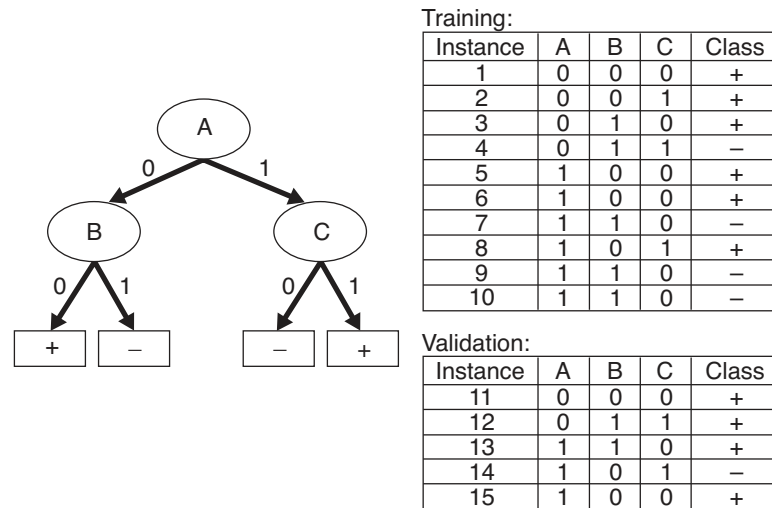 A
0 1
B C
0 1 0 1
+ – – +
Training:
Instance A B C Class
1 0 0 0 +
2 0 0 1 +
3 0 1 0 +
4 0 1 1 –
5 1 0 0 +
6 1 0 0 +
7 1 1 0 –
8 1 0 1 +
9 1 1 0 –
10 1 1 0 –
Validation:
Instance A B C Class
11 0 0 0 +
12 0 1 1 +
13 1 1 0 +
14 1 0 1 –
15 1 0 0 +